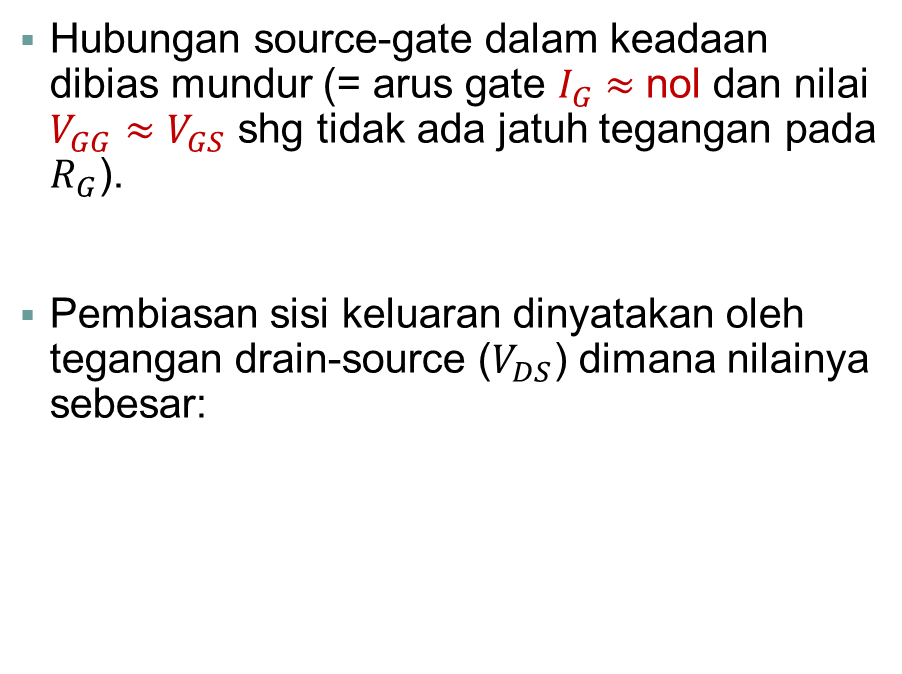 ▪ Hubungan source-gate dalam keadaan
dibias mundur (= arus gate $I_G \approx$ nol dan nilai
$V_{GG} \approx V_{GS}$ shg tidak ada jatuh tegangan pada
$R_G$).
▪ Pembiasan sisi keluaran dinyatakan oleh
tegangan drain-source ($V_{DS}$) dimana nilainya
sebesar: